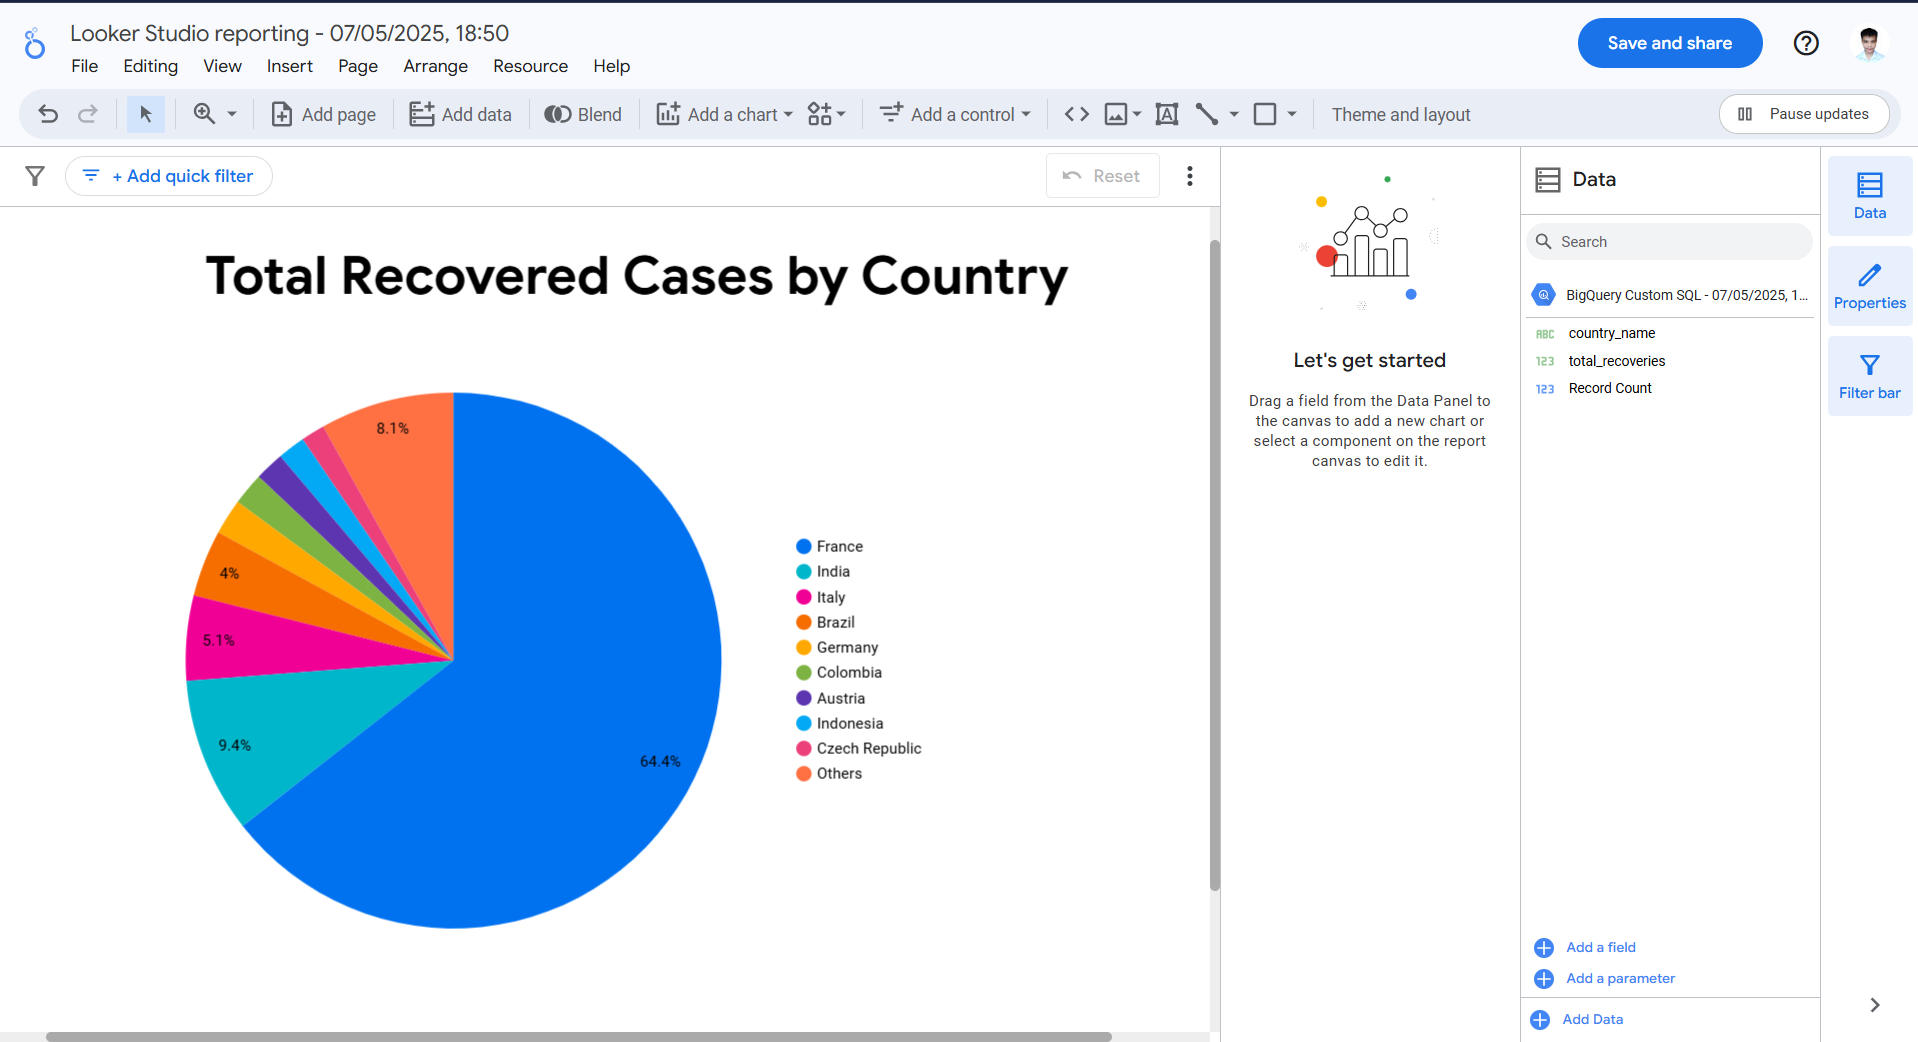 Looker Studio reporting - 07/05/2025, 18:50
File Editing View Insert Page Arrange Resource Help
Save and share
Add page
Add data
Blend
Add a chart
Add a control
Theme and layout
Pause updates
+ Add quick filter
Reset
Total Recovered Cases by Country
8.1%
4%
5.1%
9.4%
64.4%
France
India
Italy
Brazil
Germany
Colombia
Austria
Indonesia
Czech Republic
Others
Let's get started
Drag a field from the Data Panel to
the canvas to add a new chart or
select a component on the report
canvas to edit it.
Data
Search
BigQuery Custom SQL - 07/05/2025, 1...
ABC country_name
123 total_recoveries
123 Record Count
Add a field
Add a parameter
Add Data
Data
Properties
Filter bar